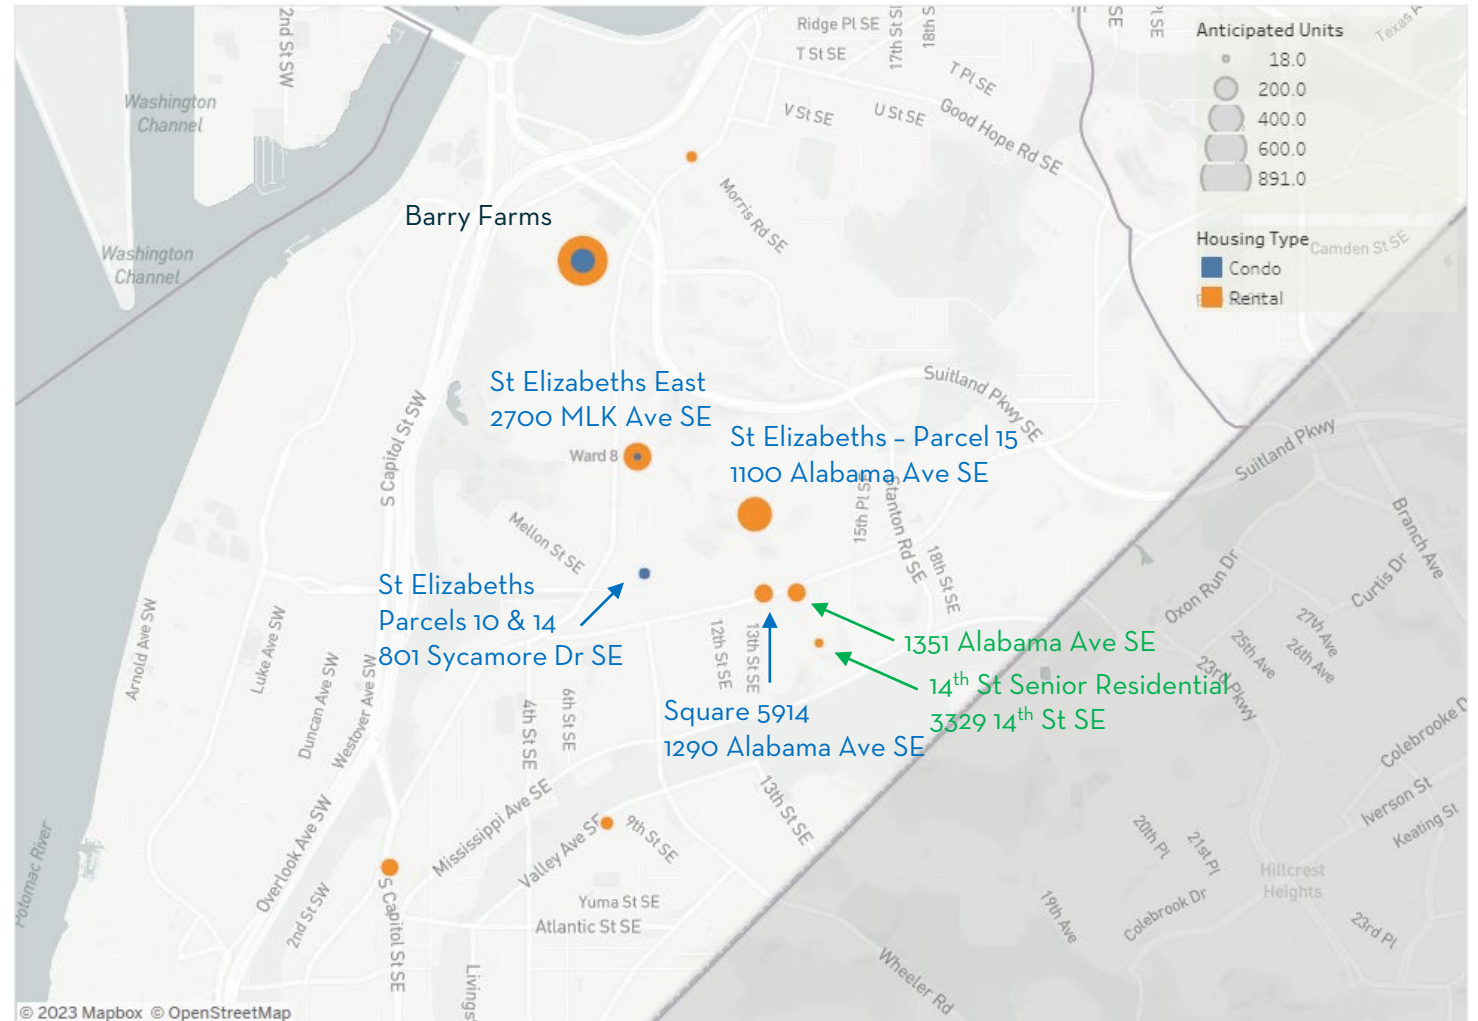 2nd St SW
Ridge Pl SE
T St SE
17th St SE
18th S
SE
Pl SE
Texas A
Anticipated Units
18.0
200.0
400.0
600.0
891.0
Housing Type
Condo
Rental
Camden St SE
Washington
Channel
T Pl SE
V St SE
U St SE
Good Hope Rd SE
Morris Rd SE
Barry Farms
Washington
Channel
St Elizabeths East
2700 MLK Ave SE
Ward 8
St Elizabeths – Parcel 15
1100 Alabama Ave SE
Suitland Pkwy SE
Suitland Pkwy
S Capitol St SW
Mellon St SE
15th Pl SE
Stanton Rd SE
18th St SE
Branch Ave
Oxon Run Dr
Curtis Dr
St Elizabeths
Parcels 10 & 14
801 Sycamore Dr SE
Arnold Ave SW
Luke Ave SW
Duncan Ave SW
Westover Ave SW
12th St SE
13th St SE
1351 Alabama Ave SE
14th St Senior Residential
3329 14th St SE
27th Ave
25th Ave
26th Ave
23rd Pkwy
Square 5914
1290 Alabama Ave SE
4th St SE
6th St SE
Colebrooke D
Iverson St
Keating St
Mississippi Ave SE
Valley Ave SE
9th St SE
13th St SE
Overlook Ave SW
Potomac River
20th Pl
21st Pl
Hillcrest
Heights
2nd St SW
S Capitol St SE
Yuma St SE
Atlantic St SE
19th Ave
Colebrook Dr
23rd Pl
Livings
Wheeler Rd
© 2023 Mapbox © OpenStreetMap